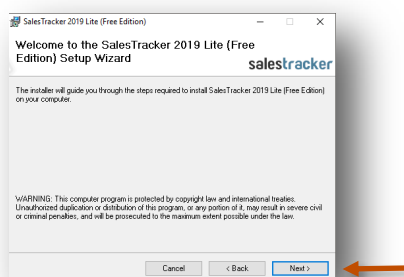 SalesTracker 2019 Lite (Free Edition)
Welcome to the SalesTracker 2019 Lite (Free
Edition) Setup Wizard
salestracker
The installer will guide you through the steps required to install SalesTracker 2019 Lite (Free Edition)
on your computer.
WARNING: This computer program is protected by copyright law and international treaties.
Unauthorized duplication or distribution of this program, or any portion of it, may result in severe civil
or criminal penalties, and will be prosecuted to the maximum extent possible under the law.
Cancel < Back Next >